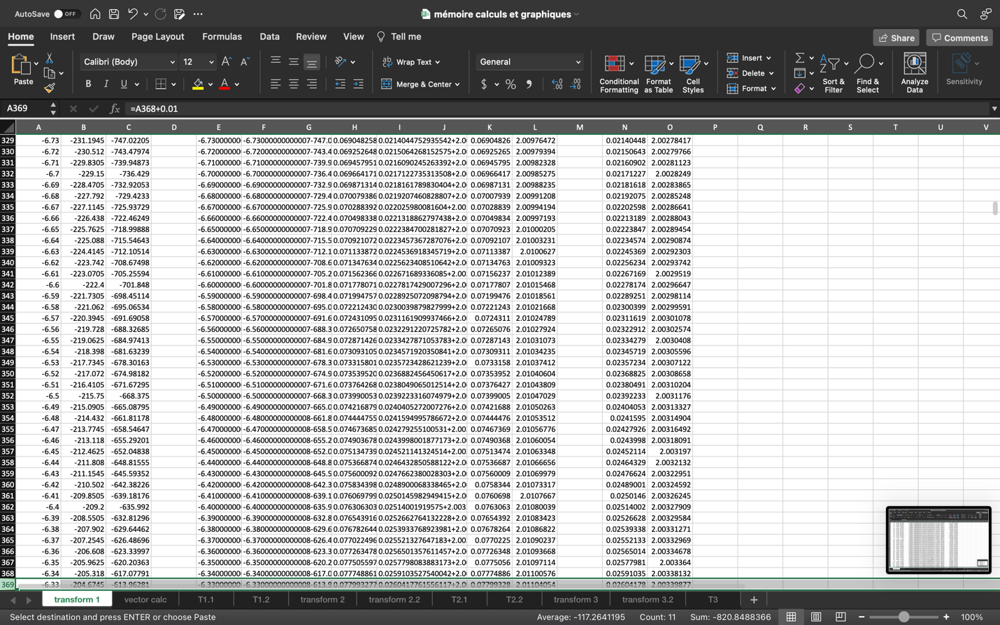 AutoSave OFF mémoire calculs et graphiques
Home Insert Draw Page Layout Formulas Data Review View Tell me Share Comments
Paste Calibri (Body) 12 Wrap Text General Conditional Formatting Format as Table Cell Styles Insert Sort & Filter Find & Select Analyze Data Sensitivity
B I U Merge & Center $ % Delete Format
A369 fx =A368+0.01
A B C D E F G H I J K L M N O P Q R S T U V
329 -6.73 -231.1945 -747.02205 -6.73000000 -6.73000000000007-747.0 0.069048258 0.0214044752935542+2.0 0.06904826 2.00976472 0.02140448 2.00278417
330 -6.72 -230.512 -743.47974 -6.72000000 -6.72000000000007-743.4 0.069252648 0.0215064268152575+2.0 0.06925265 2.00979394 0.02150643 2.00279766
331 -6.71 -229.8305 -739.94873 -6.71000000 -6.71000000000007-739.9 0.069457951 0.0216090245263392+2.0 0.06945795 2.00982328 0.02160902 2.00281123
332 -6.7 -229.15 -736.429 -6.70000000 -6.70000000000007-736.4 0.069664171 0.0217122735313508+2.0 0.06966417 2.00985275 0.02171227 2.0028249
333 -6.69 -228.4705 -732.92053 -6.69000000 -6.69000000000007-732.9 0.069871314 0.0218161789830404+2.0 0.06987131 2.00988235 0.02181618 2.00283865
334 -6.68 -227.792 -729.4233 -6.68000000 -6.68000000000007-729.4 0.070079386 0.0219207460828807+2.0 0.07007939 2.00991208 0.02192075 2.00285248
335 -6.67 -227.1145 -725.93729 -6.67000000 -6.67000000000007-725.9 0.070288392 0.022025980081604+2.00 0.07028839 2.00994194 0.02202598 2.00286641
336 -6.66 -226.438 -722.46249 -6.66000000 -6.66000000000007-722.4 0.070498338 0.0221318862797438+2.0 0.07049834 2.00997193 0.02213189 2.00288043
337 -6.65 -225.7625 -718.99888 -6.65000000 -6.65000000000007-718.9 0.070709229 0.0222384700281827+2.0 0.07070923 2.01000205 0.02223847 2.00289454
338 -6.64 -225.088 -715.54643 -6.64000000 -6.64000000000007-715.5 0.070921072 0.0223457367287076+2.0 0.07092107 2.01003231 0.02234574 2.00290874
339 -6.63 -224.4145 -712.10514 -6.63000000 -6.63000000000007-712.1 0.071133872 0.0224536918345719+2.0 0.07113387 2.0100627 0.02245369 2.00292303
340 -6.62 -223.742 -708.67498 -6.62000000 -6.62000000000007-708.6 0.071347634 0.0225623408510642+2.0 0.07134763 2.01009323 0.02256234 2.00293742
341 -6.61 -223.0705 -705.25594 -6.61000000 -6.61000000000007-705.2 0.071562366 0.022671689336085+2.00 0.07156237 2.01012389 0.02267169 2.0029519
342 -6.6 -222.4 -701.848 -6.60000000 -6.60000000000007-701.8 0.071778071 0.0227817429007296+2.0 0.07177807 2.01015468 0.02278174 2.00296647
343 -6.59 -221.7305 -698.45114 -6.59000000 -6.59000000000007-698.4 0.071994757 0.0228925072098794+2.0 0.07199476 2.01018561 0.02289251 2.00298114
344 -6.58 -221.062 -695.06534 -6.58000000 -6.58000000000007-695.0 0.072212430 0.0230039879827999+2.0 0.07221243 2.01021668 0.02300399 2.00299591
345 -6.57 -220.3945 -691.69058 -6.57000000 -6.57000000000007-691.6 0.072431095 0.0231161909937466+2.0 0.0724311 2.01024789 0.02311619 2.00301078
346 -6.56 -219.728 -688.32685 -6.56000000 -6.56000000000007-688.3 0.072650758 0.0232291220725782+2.0 0.07265076 2.01027924 0.02322912 2.00302574
347 -6.55 -219.0625 -684.97413 -6.55000000 -6.55000000000007-684.9 0.072871426 0.0233427871053783+2.0 0.07287143 2.01031073 0.02334279 2.0030408
348 -6.54 -218.398 -681.63239 -6.54000000 -6.54000000000007-681.6 0.073093105 0.0234571920350841+2.0 0.07309311 2.01034235 0.02345719 2.00305596
349 -6.53 -217.7345 -678.30163 -6.53000000 -6.53000000000007-678.3 0.073315801 0.0235723428621239+2.0 0.0733158 2.01037412 0.02357234 2.00307122
350 -6.52 -217.072 -674.98182 -6.52000000 -6.52000000000007-674.9 0.073539520 0.0236882456450617+2.0 0.07353952 2.01040604 0.02368825 2.00308658
351 -6.51 -216.4105 -671.67295 -6.51000000 -6.51000000000007-671.6 0.073764268 0.0238049065012514+2.0 0.07376427 2.01043809 0.02380491 2.00310204
352 -6.5 -215.75 -668.375 -6.50000000 -6.50000000000007-668.3 0.073990053 0.0239223316074979+2.0 0.07399005 2.01047029 0.02392233 2.0031176
353 -6.49 -215.0905 -665.08795 -6.49000000 -6.49000000000007-665.0 0.074216879 0.0240405272007276+2.0 0.07421688 2.01050263 0.02404053 2.00313327
354 -6.48 -214.432 -661.81178 -6.48000000 -6.48000000000008-661.8 0.074444755 0.0241594995786672+2.0 0.07444476 2.01053512 0.0241595 2.00314904
355 -6.47 -213.7745 -658.54647 -6.47000000 -6.47000000000008-658.5 0.074673685 0.024279255100531+2.00 0.07467369 2.01056776 0.02427926 2.00316492
356 -6.46 -213.118 -655.29201 -6.46000000 -6.46000000000008-655.2 0.074903678 0.0243998001877173+2.0 0.07490368 2.01060054 0.0243998 2.00318091
357 -6.45 -212.4625 -652.04838 -6.45000000 -6.45000000000008-652.0 0.075134739 0.024521141324514+2.00 0.07513474 2.01063348 0.02452114 2.003197
358 -6.44 -211.808 -648.81555 -6.44000000 -6.44000000000008-648.8 0.075366874 0.0246432850588122+2.0 0.07536687 2.01066656 0.02464329 2.0032132
359 -6.43 -211.1545 -645.59352 -6.43000000 -6.43000000000008-645.5 0.075600092 0.0247662380028303+2.0 0.07560009 2.01069979 0.02476624 2.00322951
360 -6.42 -210.502 -642.38226 -6.42000000 -6.42000000000008-642.3 0.075834398 0.0248900068338465+2.0 0.0758344 2.01073317 0.02489001 2.00324592
361 -6.41 -209.8505 -639.18176 -6.41000000 -6.41000000000008-639.1 0.076069799 0.0250145982949415+2.0 0.0760698 2.0107667 0.0250146 2.00326245
362 -6.4 -209.2 -635.992 -6.40000000 -6.40000000000008-635.9 0.076306303 0.02514001919575+2.003 0.0763063 2.01080039 0.02514002 2.00327909
363 -6.39 -208.5505 -632.81296 -6.39000000 -6.39000000000008-632.8 0.076543916 0.0252662764132228+2.0 0.07654392 2.01083423 0.02526628 2.00329584
364 -6.38 -207.902 -629.64462 -6.38000000 -6.38000000000008-629.6 0.076782644 0.0253933768923981+2.0 0.07678264 2.01086822 0.02539338 2.00331271
365 -6.37 -207.2545 -626.48696 -6.37000000 -6.37000000000008-626.4 0.077022496 0.025521327647183+2.00 0.0770225 2.01090237 0.02552133 2.00332969
366 -6.36 -206.608 -623.33997 -6.36000000 -6.36000000000008-623.3 0.077263478 0.0256501357611457+2.0 0.07726348 2.01093668 0.02565014 2.00334678
367 -6.35 -205.9625 -620.20363 -6.35000000 -6.35000000000008-620.2 0.077505597 0.0257798083883173+2.0 0.0775056 2.01097114 0.02577981 2.003364
368 -6.34 -205.318 -617.07791 -6.34000000 -6.34000000000008-617.0 0.077748861 0.0259103527540042+2.0 0.07774886 2.01100576 0.02591035 2.00338132
369 -6.33 -204.6745 -613.96281 -6.33000000 -6.33000000000008-613.9 0.077993277 0.0260417761556117+2.0 0.07799328 2.01104054 0.02604178 2.00339877
transform 1 vector calc T1.1 T1.2 transform 2 transform 2.2 T2.1 T2.2 transform 3 transform 3.2 T3 +
Select destination and press ENTER or choose Paste Average: -117.2641195 Count: 11 Sum: -820.8488366 100%